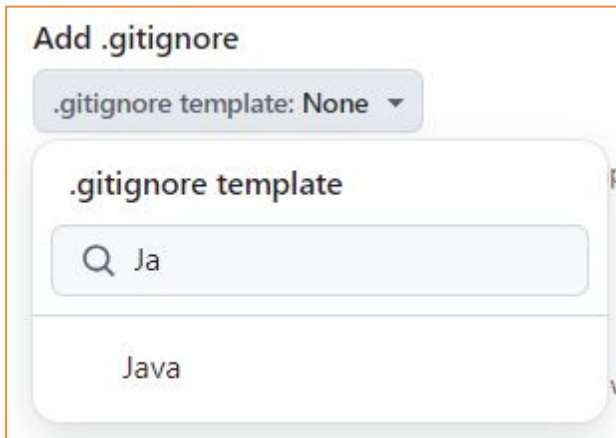 Add .gitignore
.gitignore template: None
.gitignore template
Ja
Java